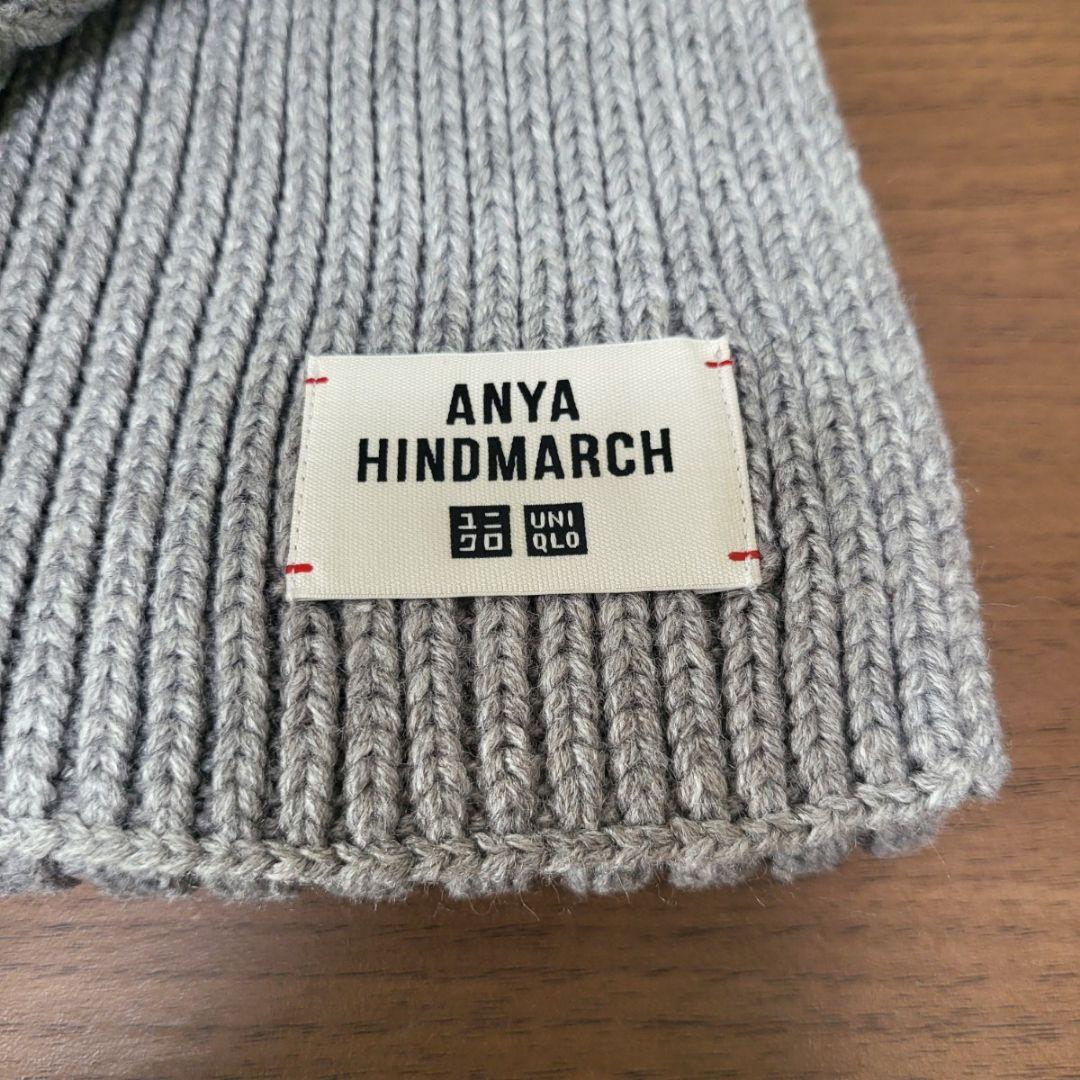 ANYA
HINDMARCH
ユニ UNI
クロ QLO